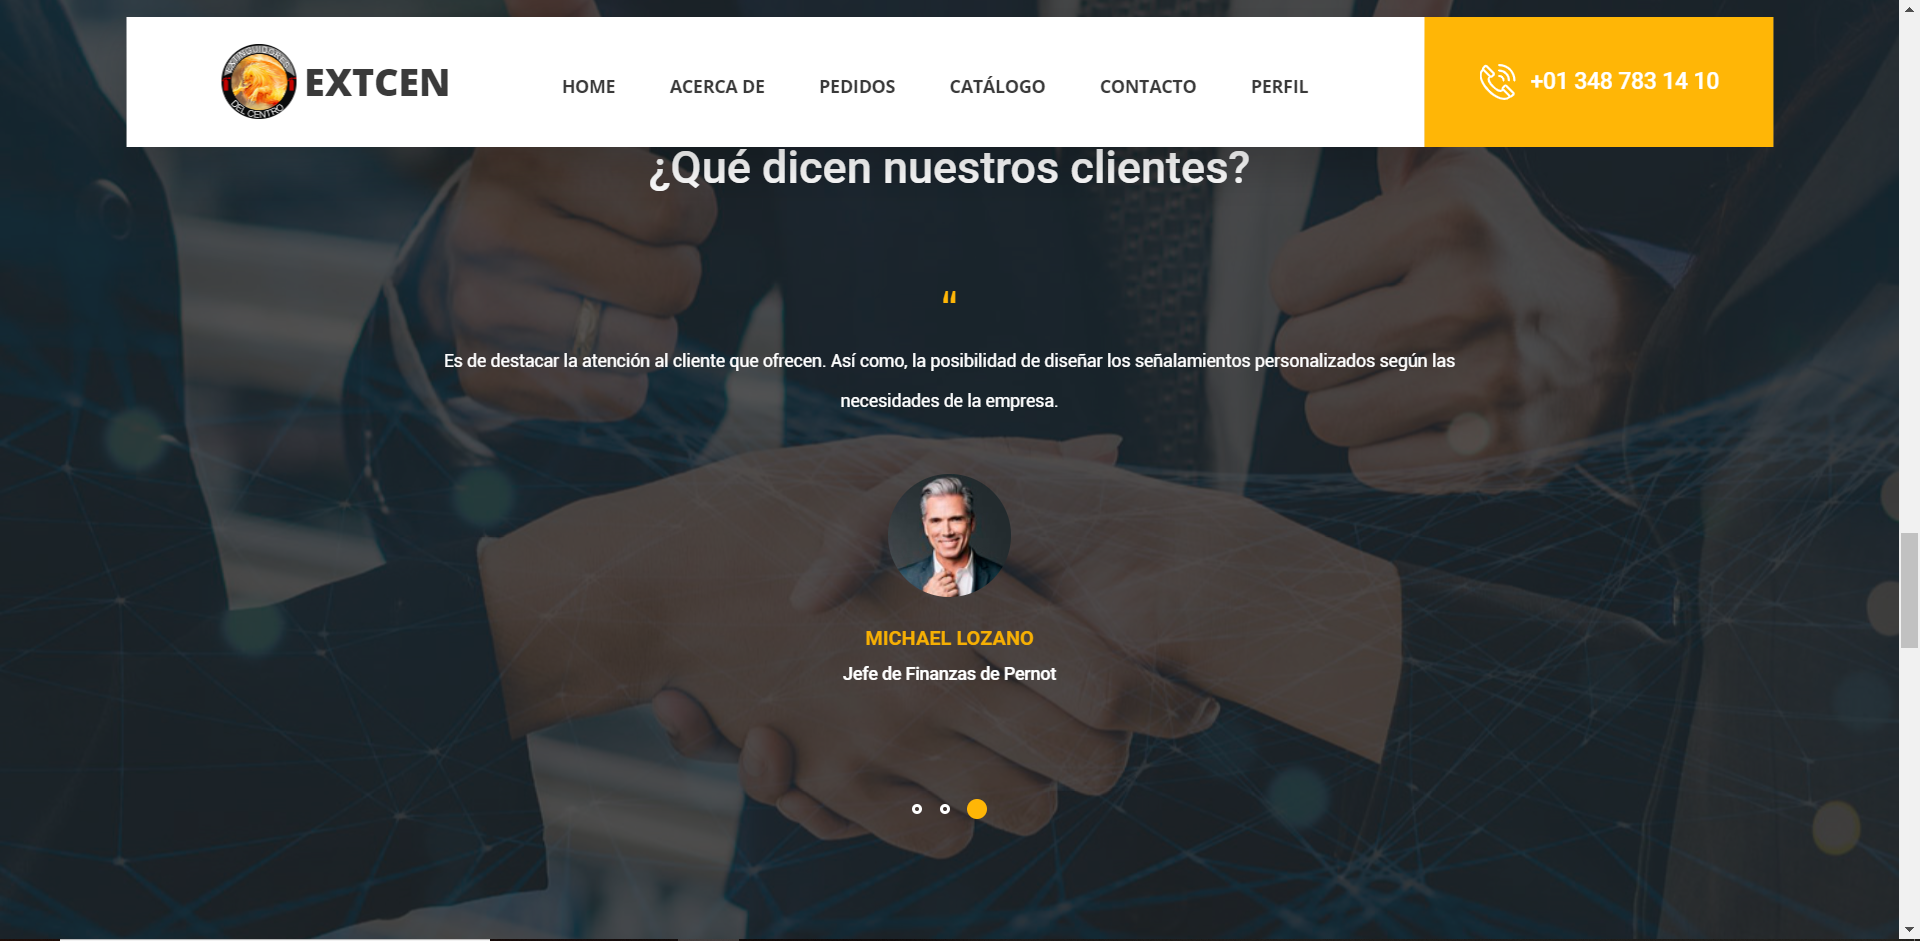 EXTINGUIDORES
DEL CENTRO
EXTCEN
HOME
ACERCA DE
PEDIDOS
CATÁLOGO
CONTACTO
PERFIL
+01 348 783 14 10
¿Qué dicen nuestros clientes?
“
Es de destacar la atención al cliente que ofrecen. Así como, la posibilidad de diseñar los señalamientos personalizados según las
necesidades de la empresa.
MICHAEL LOZANO
Jefe de Finanzas de Pernot